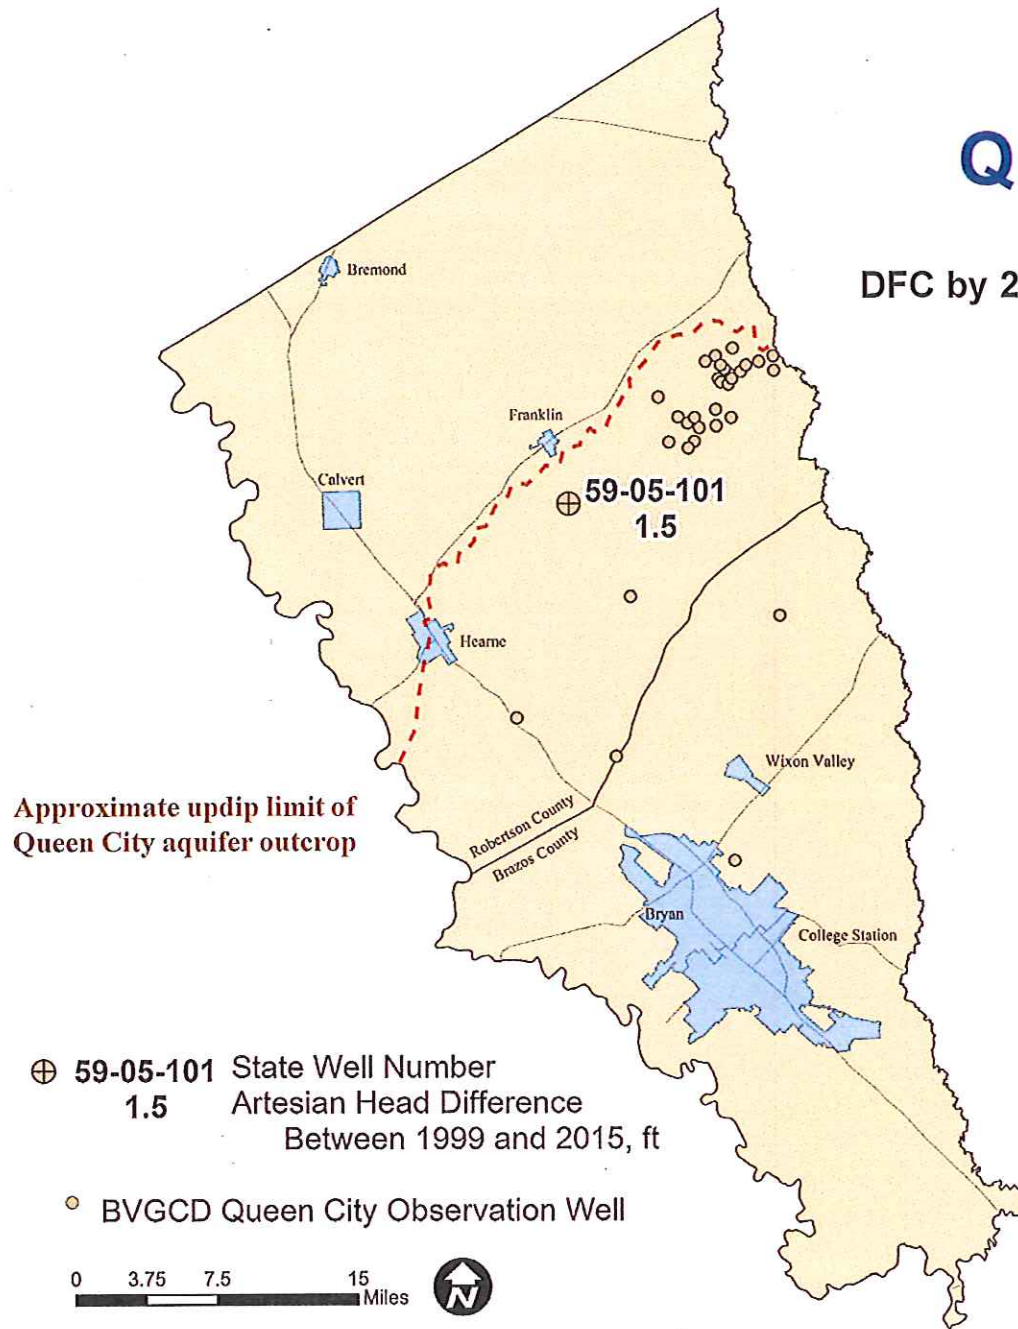 Q
DFC by 2
Bremond
Franklin
Calvert
59-05-101
1.5
Hearne
Wixon Valley
Approximate updip limit of
Queen City aquifer outcrop
Robertson County
Brazos County
Bryan
College Station
59-05-101 State Well Number
1.5 Artesian Head Difference
Between 1999 and 2015, ft
BVGCD Queen City Observation Well
0 3.75 7.5 15
Miles
N